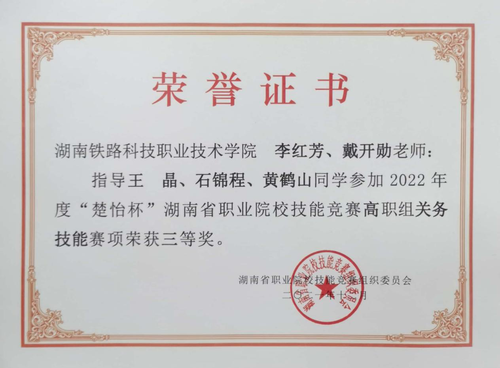 荣誉证书
湖南铁路科技职业技术学院 李红芳、戴开勋老师：
指导王 晶、石锦程、黄鹤山同学参加 2022 年
度“楚怡杯”湖南省职业院校技能竞赛高职组关务
技能赛项荣获三等奖。
湖南省职业院校技能竞赛组织委员会